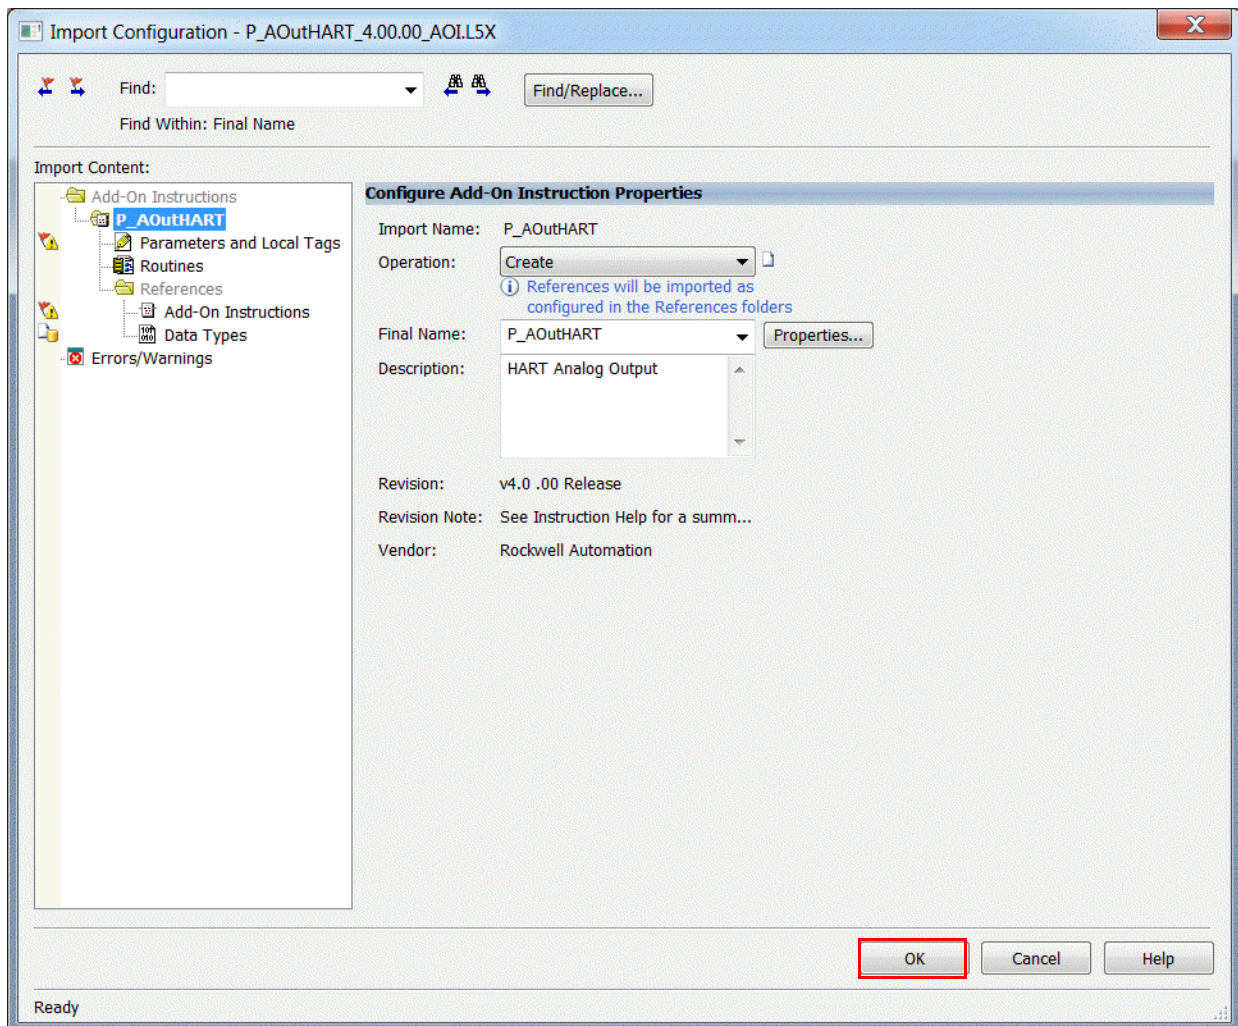 Import Configuration - P_AOutHART_4.00.00_AOI.L5X
Find:
Find/Replace...
Find Within: Final Name
Import Content:
Add-On Instructions
P_AOutHART
Parameters and Local Tags
Routines
References
Add-On Instructions
Data Types
Errors/Warnings
Configure Add-On Instruction Properties
Import Name: P_AOutHART
Operation: Create
References will be imported as
configured in the References folders
Final Name: P_AOutHART Properties...
Description: HART Analog Output
Revision: v4.0 .00 Release
Revision Note: See Instruction Help for a summ...
Vendor: Rockwell Automation
OK Cancel Help
Ready